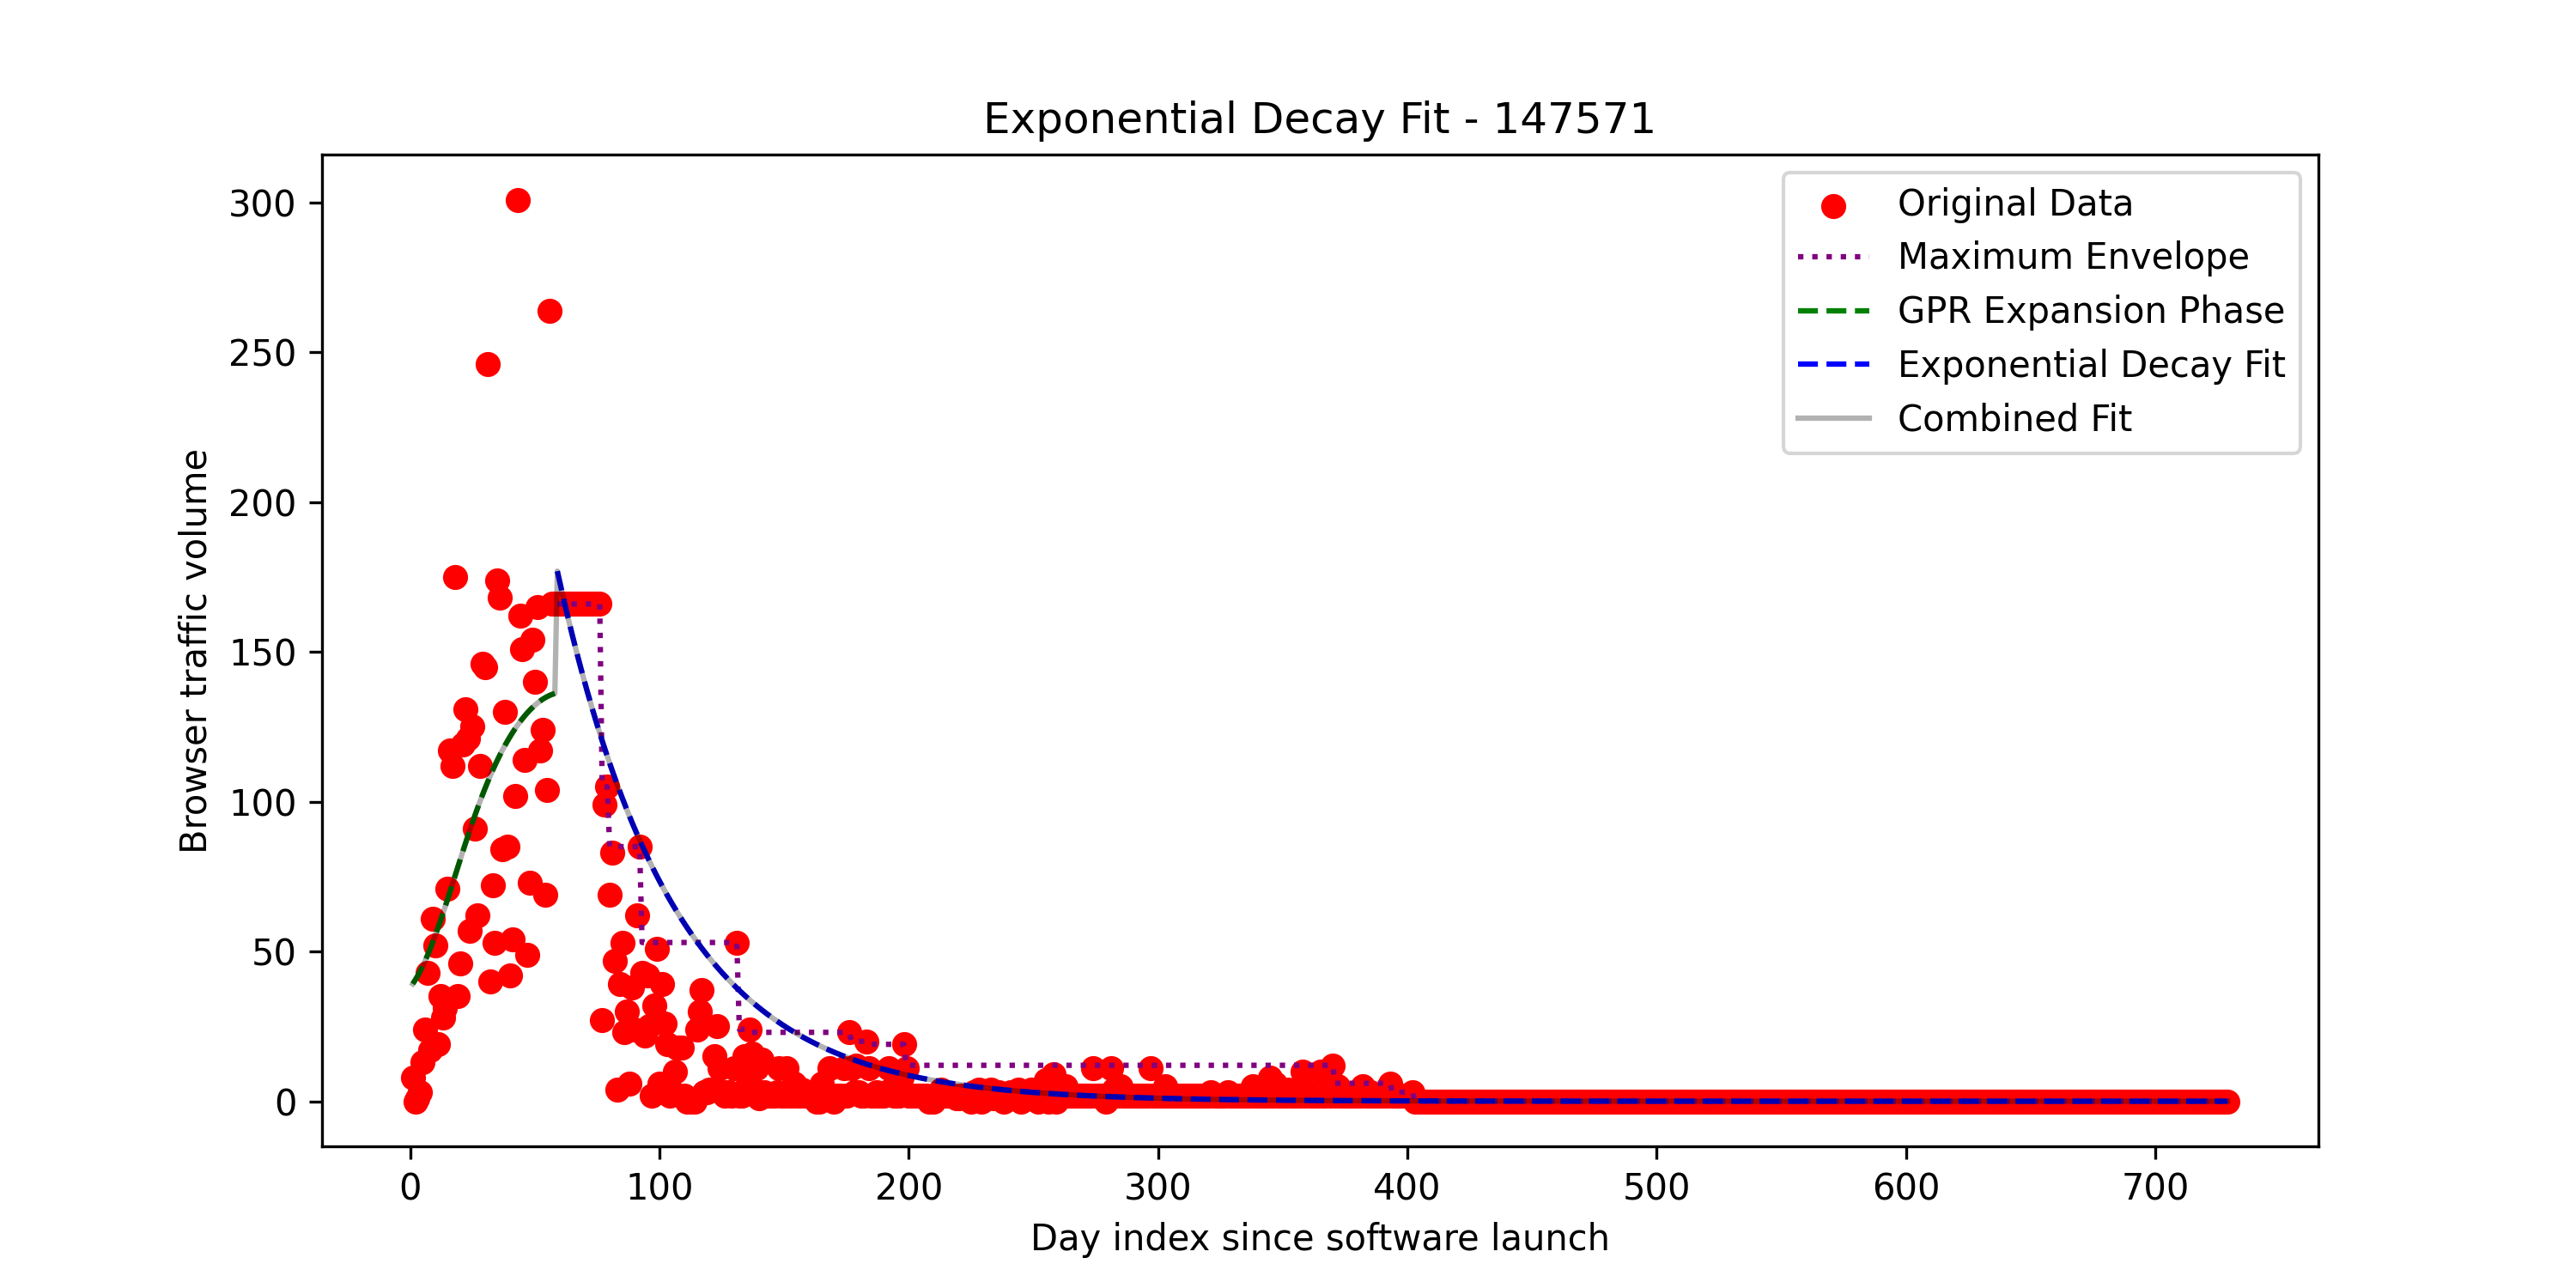 Exponential Decay Fit - 147571
Original Data
Maximum Envelope
GPR Expansion Phase
Exponential Decay Fit
Combined Fit
Browser traffic volume
300
250
200
150
100
50
0
0 100 200 300 400 500 600 700
Day index since software launch